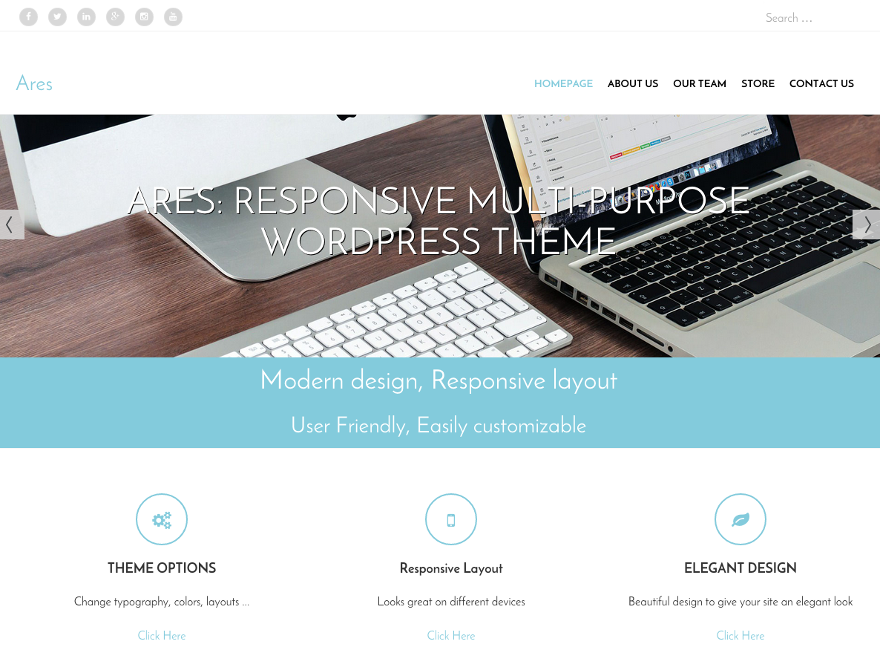 Search ...
Ares
HOMEPAGE ABOUT US OUR TEAM STORE CONTACT US
ARES: RESPONSIVE MULTI-PURPOSE
WORDPRESS THEME
Modern design, Responsive layout
User Friendly, Easily customizable
THEME OPTIONS Responsive Layout ELEGANT DESIGN
Change typography, colors, layouts ... Looks great on different devices Beautiful design to give your site an elegant look
Click Here Click Here Click Here